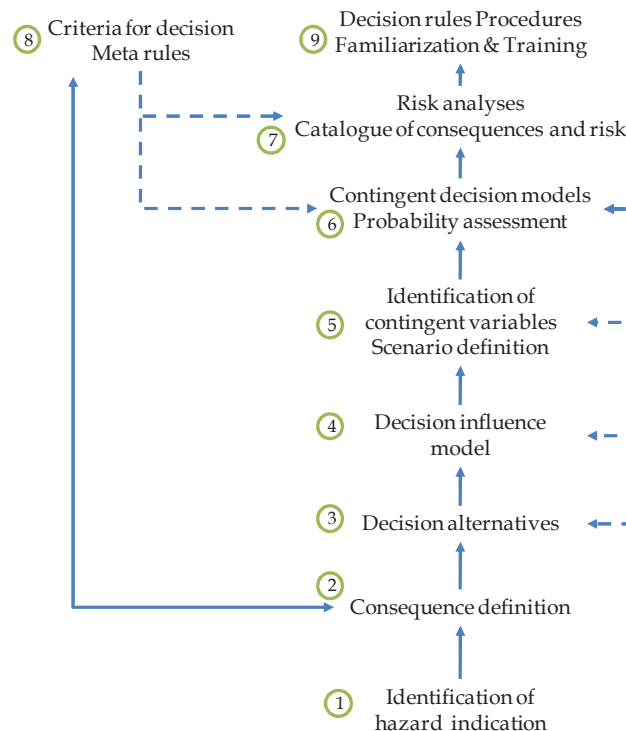 8
Criteria for decision
Meta rules
9
Decision rules Procedures
Familiarization & Training
7
Risk analyses
Catalogue of consequences and risk
6
Contingent decision models
Probability assessment
5
Identification of
contingent variables
Scenario definition
4
Decision influence
model
3
Decision alternatives
2
Consequence definition
1
Identification of
hazard indication